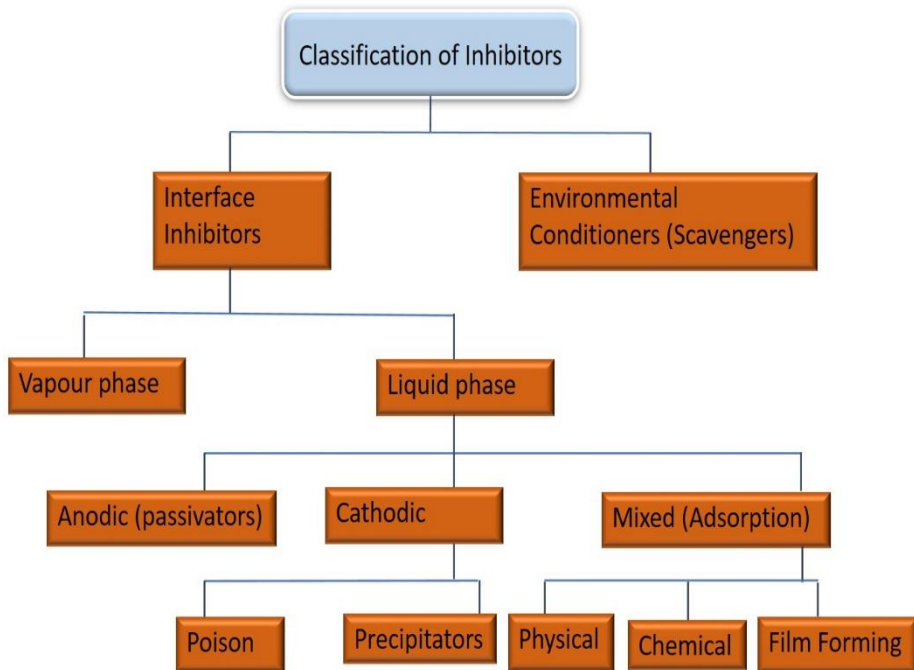 Classification of Inhibitors
Interface
Inhibitors
Environmental
Conditioners (Scavengers)
Vapour phase
Liquid phase
Anodic (passivators)
Cathodic
Mixed (Adsorption)
Poison
Precipitators
Physical
Chemical
Film Forming